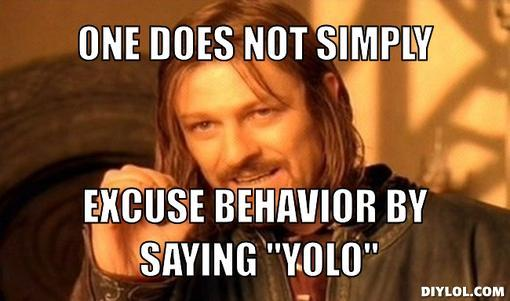 ONE DOES NOT SIMPLY
EXCUSE BEHAVIOR BY
SAYING "YOLO"
DIYLOL.COM